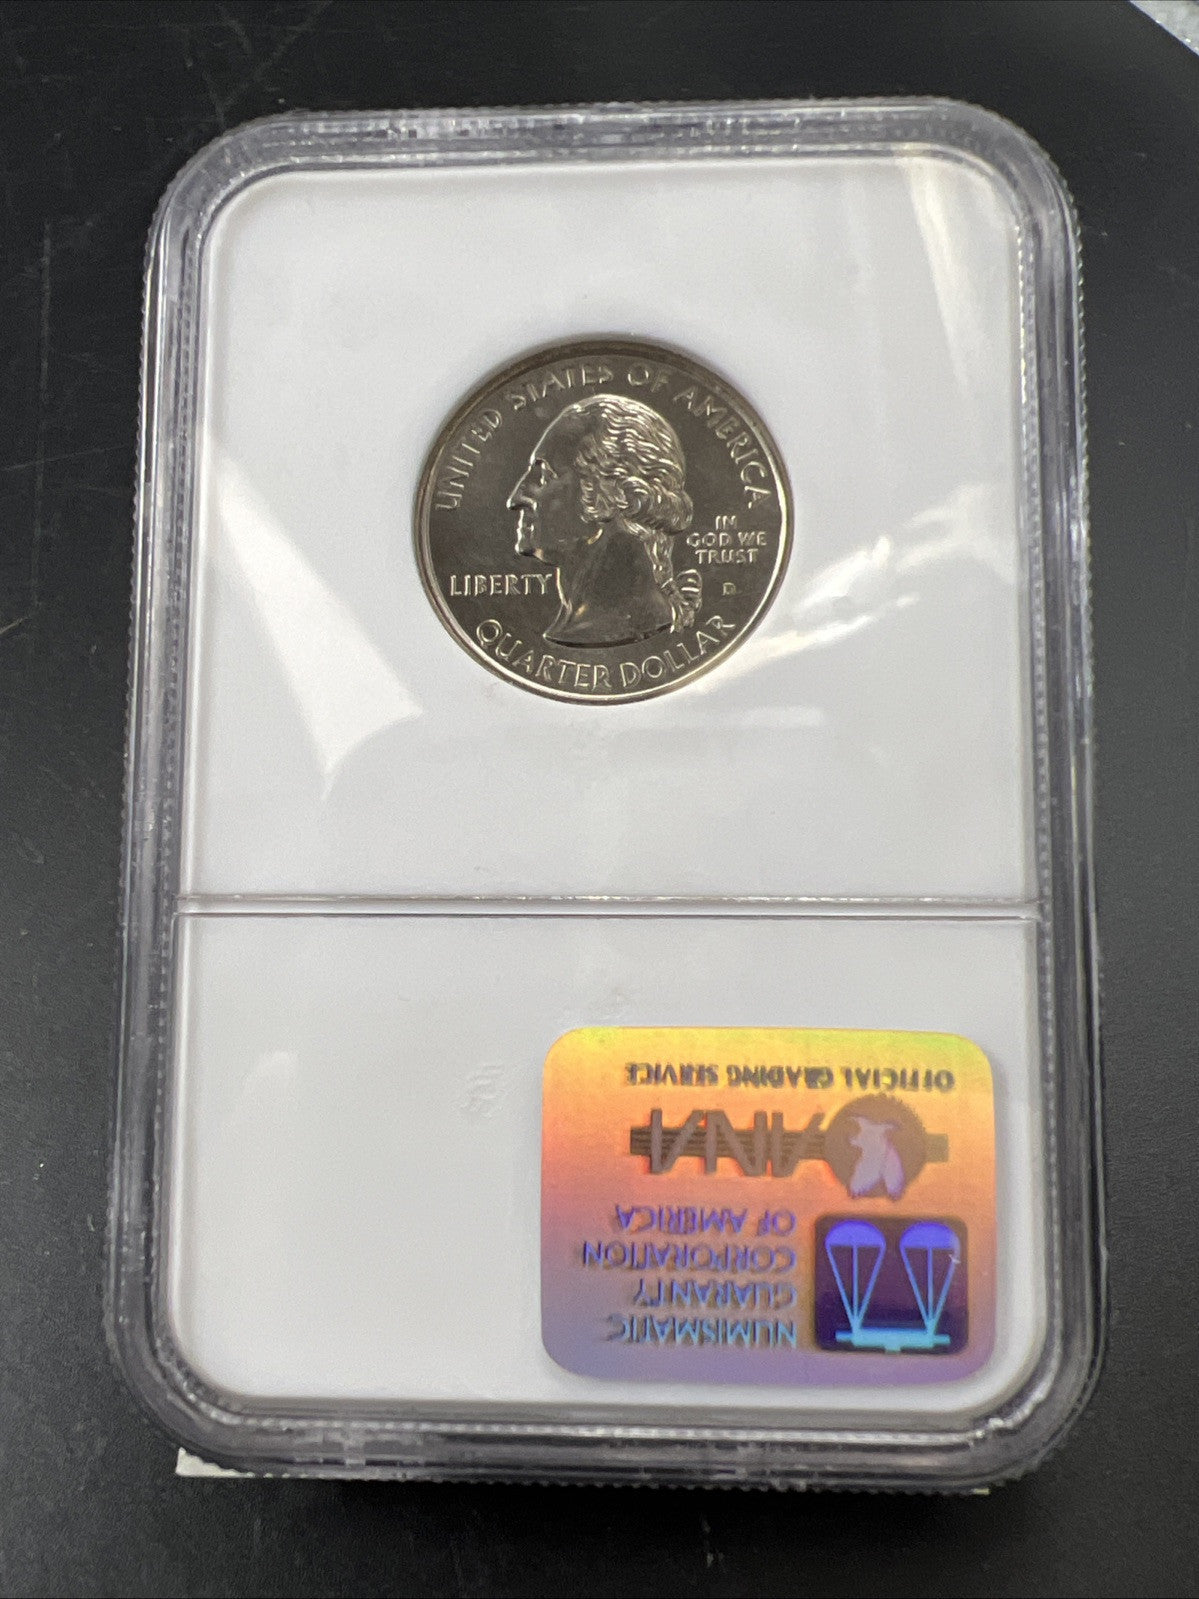 UNITED STATES OF AMERICA
IN
GOD WE
TRUST
LIBERTY
D
QUARTER DOLLAR
OFFICIAL GRADING SERVICE
ANA
NUMISMATIC
GUARANTY
CORPORATION
OF AMERICA